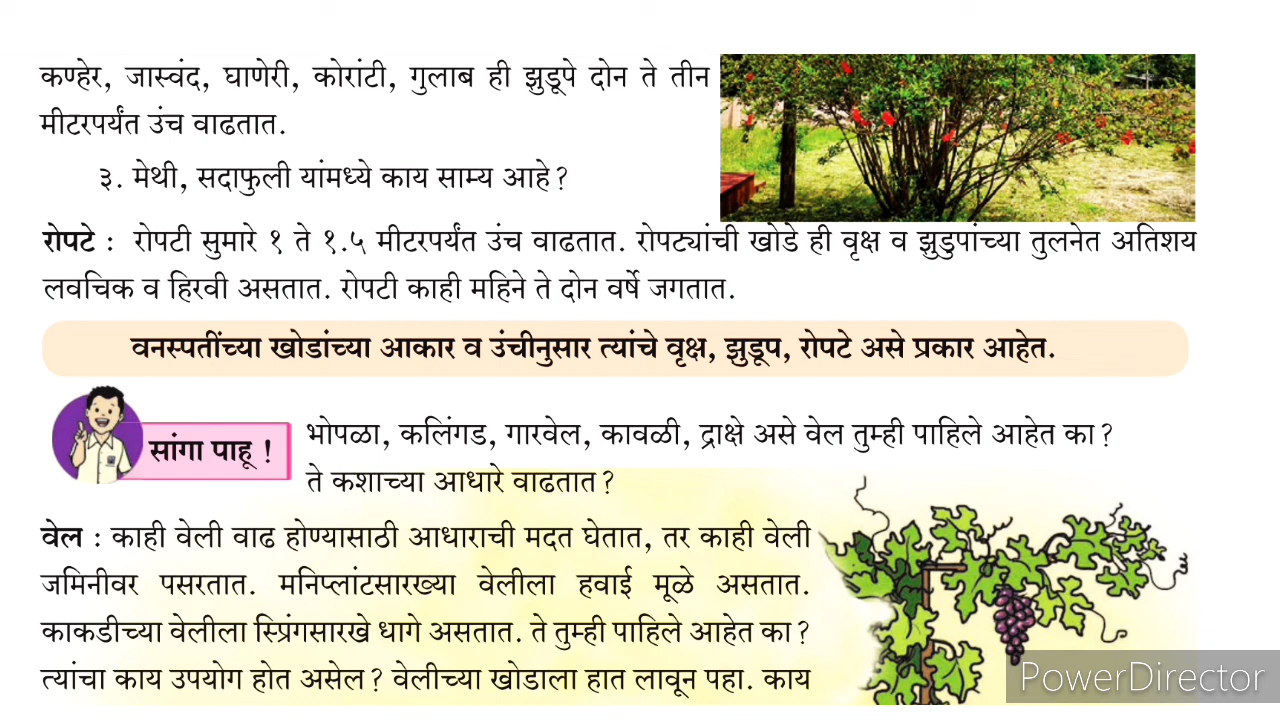 कण्हेर, जास्वंद, घाणेरी, कोरांटी, गुलाब ही झुडूपे दोन ते तीन
मीटरपर्यंत उंच वाढतात.
३. मेथी, सदाफुली यांमध्ये काय साम्य आहे?
रोपटे : रोपटी सुमारे १ ते १.५ मीटरपर्यंत उंच वाढतात. रोपट्यांची खोडे ही वृक्ष व झुडुपांच्या तुलनेत अतिशय
लवचिक व हिरवी असतात. रोपटी काही महिने ते दोन वर्षे जगतात.
वनस्पतींच्या खोडांच्या आकार व उंचीनुसार त्यांचे वृक्ष, झुडूप, रोपटे असे प्रकार आहेत.
सांगा पाहू !
भोपळा, कलिंगड, गारवेल, कावळी, द्राक्षे असे वेल तुम्ही पाहिले आहेत का?
ते कशाच्या आधारे वाढतात?
वेल : काही वेली वाढ होण्यासाठी आधाराची मदत घेतात, तर काही वेली
जमिनीवर पसरतात. मनिप्लांटसारख्या वेलीला हवाई मूळे असतात.
काकडीच्या वेलीला स्प्रिंगसारखे धागे असतात. ते तुम्ही पाहिले आहेत का?
त्यांचा काय उपयोग होत असेल? वेलीच्या खोडाला हात लावून पहा. काय
PowerDirector